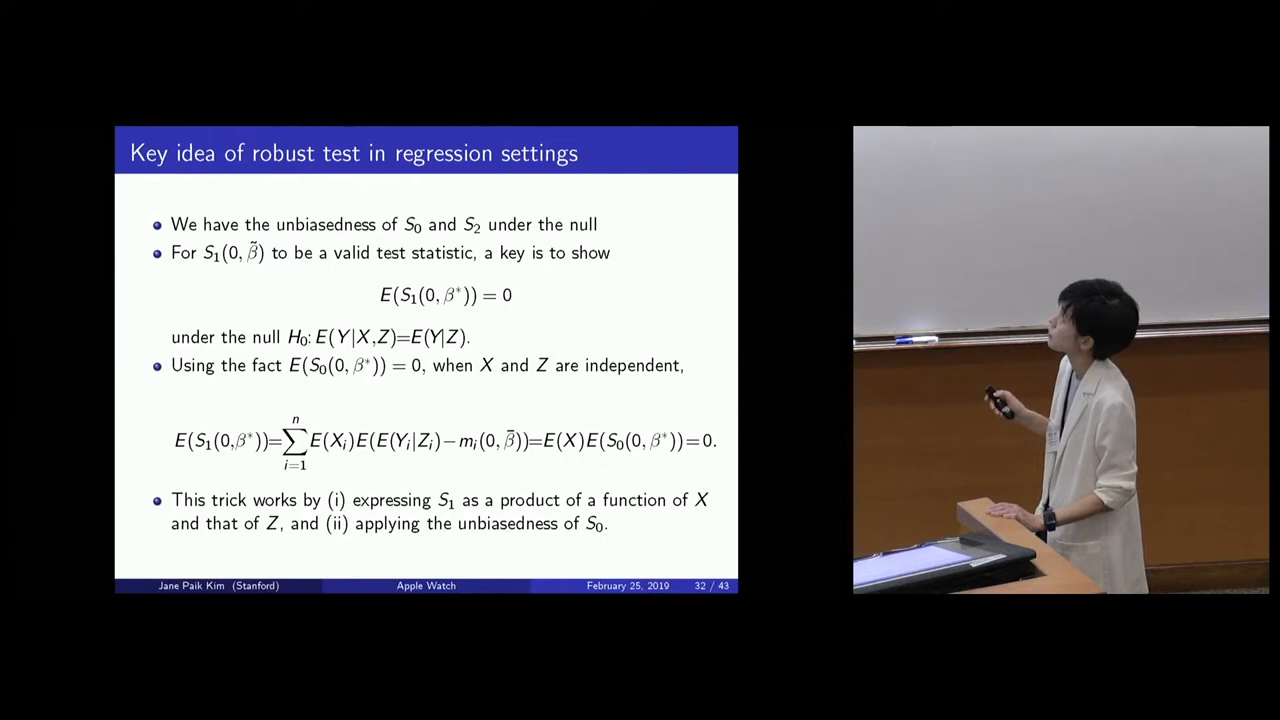 Key idea of robust test in regression settings
We have the unbiasedness of S₀ and S₂ under the null
For S₁(0, β̃) to be a valid test statistic, a key is to show
E(S₁(0, β*)) = 0
under the null H₀: E(Y|X,Z)=E(Y|Z).
Using the fact E(S₀(0, β*)) = 0, when X and Z are independent,
E(S₁(0,β*))=∑ⁿᵢ₌₁ E(Xᵢ)E(E(Yᵢ|Zᵢ)−mᵢ(0, β̄))=E(X)E(S₀(0, β*))=0.
This trick works by (i) expressing S₁ as a product of a function of X
and that of Z, and (ii) applying the unbiasedness of S₀.
Jane Paik Kim (Stanford) Apple Watch February 25, 2019 32 / 43